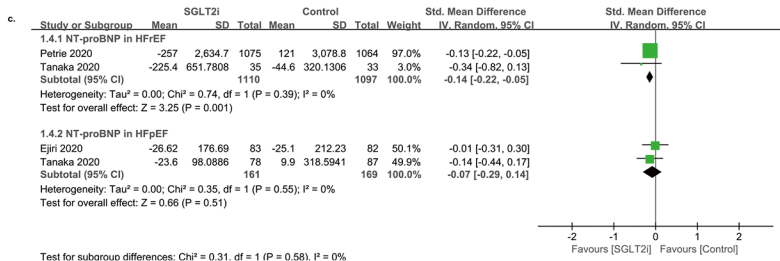 c.
SGLT2i Control Std. Mean Difference Std. Mean Difference
Study or Subgroup Mean SD Total Mean SD Total Weight IV. Random. 95% CI IV. Random. 95% CI
1.4.1 NT-proBNP in HFrEF
Petrie 2020 -257 2,634.7 1075 121 3,078.8 1064 97.0% -0.13 [-0.22, -0.05]
Tanaka 2020 -225.4 651.7808 35 -44.6 320.1306 33 3.0% -0.34 [-0.82, 0.13]
Subtotal (95% CI) 1110 1097 100.0% -0.14 [-0.22, -0.05]
Heterogeneity: Tau² = 0.00; Chi² = 0.74, df = 1 (P = 0.39); I² = 0%
Test for overall effect: Z = 3.25 (P = 0.001)
1.4.2 NT-proBNP in HFpEF
Ejiri 2020 -26.62 176.69 83 -25.1 212.23 82 50.1% -0.01 [-0.31, 0.30]
Tanaka 2020 -23.6 98.0886 78 9.9 318.5941 87 49.9% -0.14 [-0.44, 0.17]
Subtotal (95% CI) 161 169 100.0% -0.07 [-0.29, 0.14]
Heterogeneity: Tau² = 0.00; Chi² = 0.35, df = 1 (P = 0.55); I² = 0%
Test for overall effect: Z = 0.66 (P = 0.51)
-2 -1 0 1 2
Favours [SGLT2i] Favours [Control]
Test for subgroup differences: Chi² = 0.31. df = 1 (P = 0.58). I² = 0%